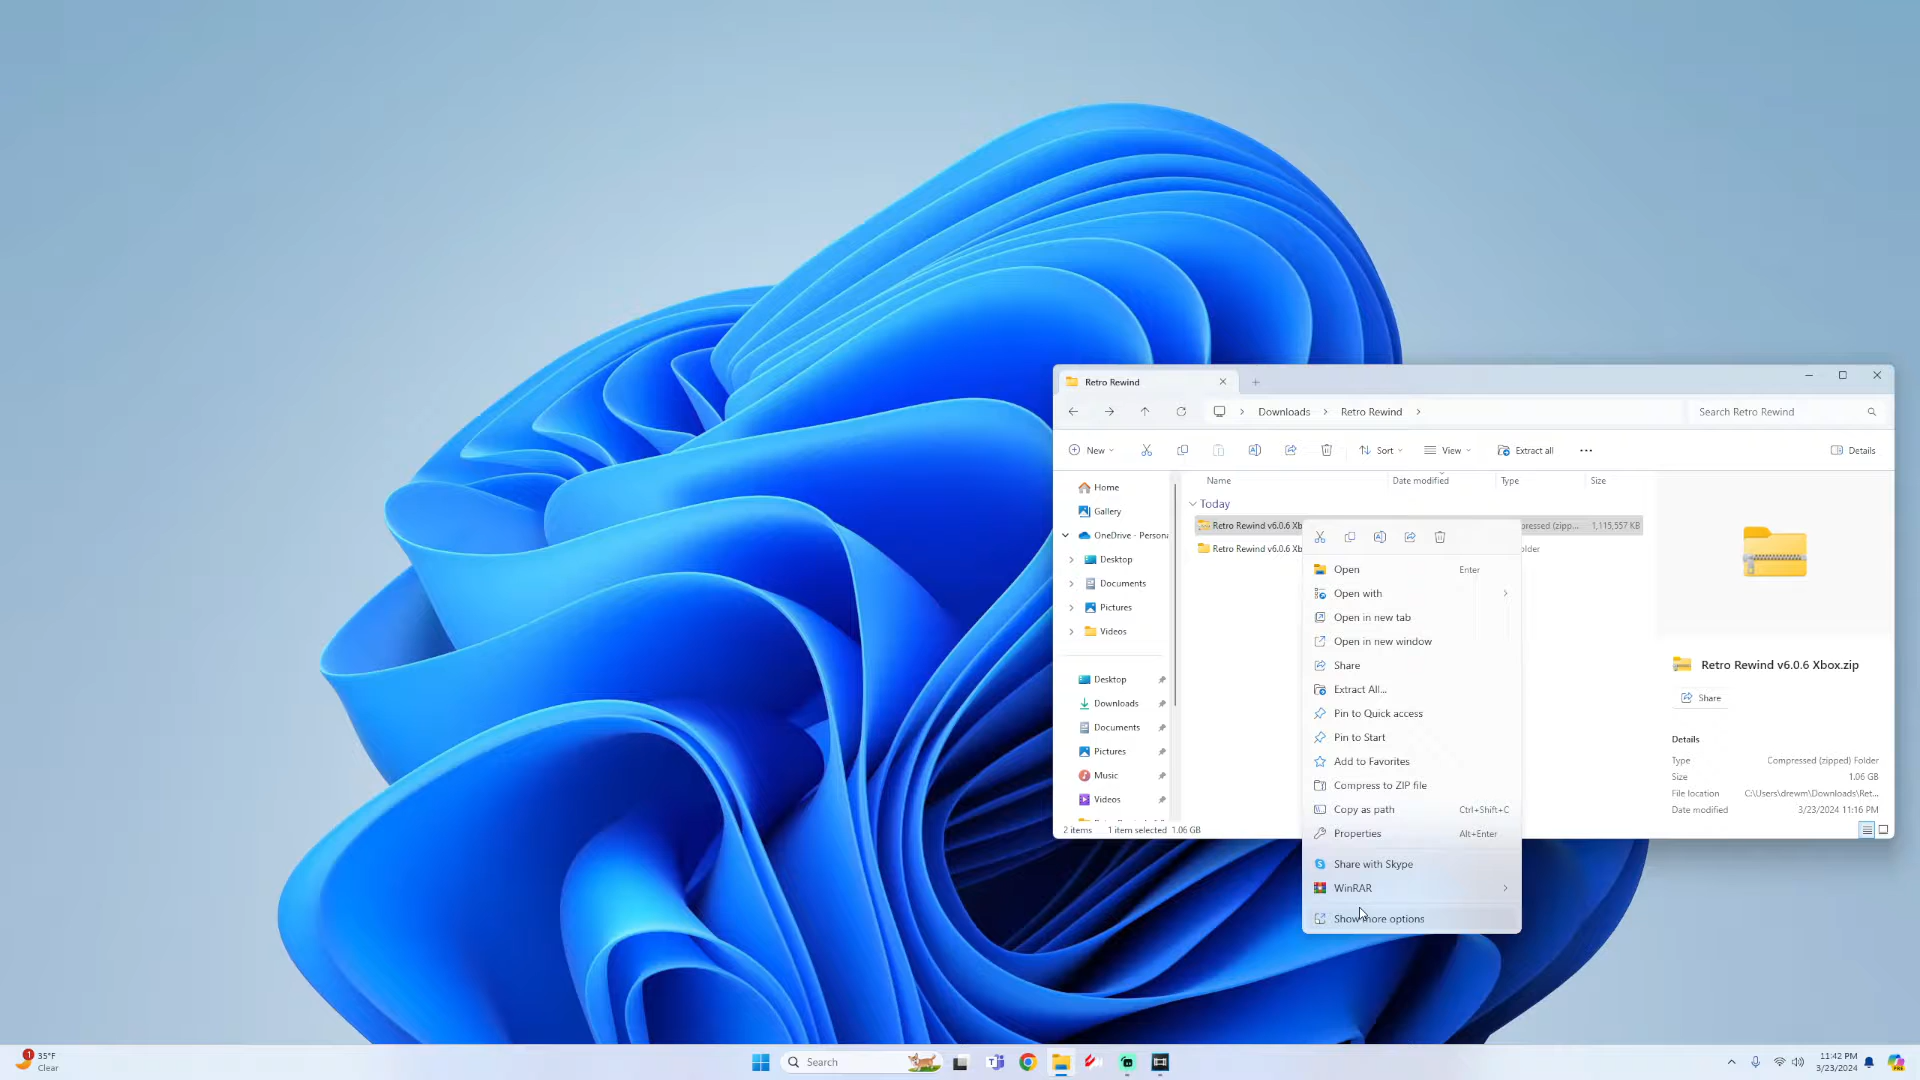 Retro Rewind
Downloads
Retro Rewind
Search Retro Rewind
New
Sort
View
Extract all
Details
Home
Gallery
OneDrive - Persona
Desktop
Documents
Pictures
Videos
Desktop
Downloads
Documents
Pictures
Music
Videos
Name
Date modified
Type
Size
Today
Retro Rewind v6.0.6 Xb
pressed (zipp...
1,115,557 KB
Retro Rewind v6.0.6 Xb
older
Open
Enter
Open with
Open in new tab
Open in new window
Share
Extract All...
Pin to Quick access
Pin to Start
Add to Favorites
Compress to ZIP file
Copy as path
Ctrl+Shift+C
Properties
Alt+Enter
Share with Skype
WinRAR
Show more options
Retro Rewind v6.0.6 Xbox.zip
Share
Details
Type
Compressed (zipped) Folder
Size
1.06 GB
File location
C:\Users\drewm\Downloads\Ret...
Date modified
3/23/2024 11:16 PM
2 items
1 item selected 1.06 GB
1
35°F
Clear
Search
11:42 PM
3/23/2024
PRE